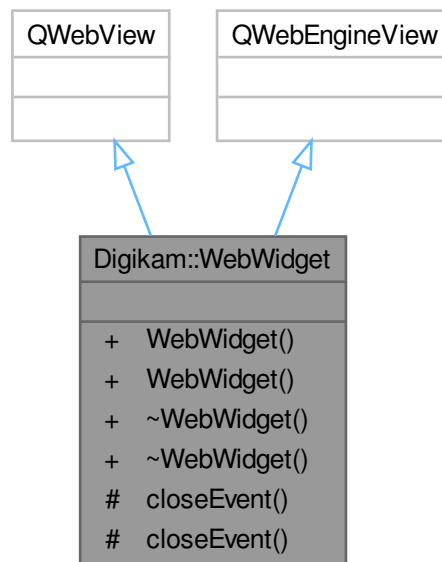 QWebView
QWebEngineView
Digikam::WebWidget
+ WebWidget()
+ WebWidget()
+ ~WebWidget()
+ ~WebWidget()
# closeEvent()
# closeEvent()